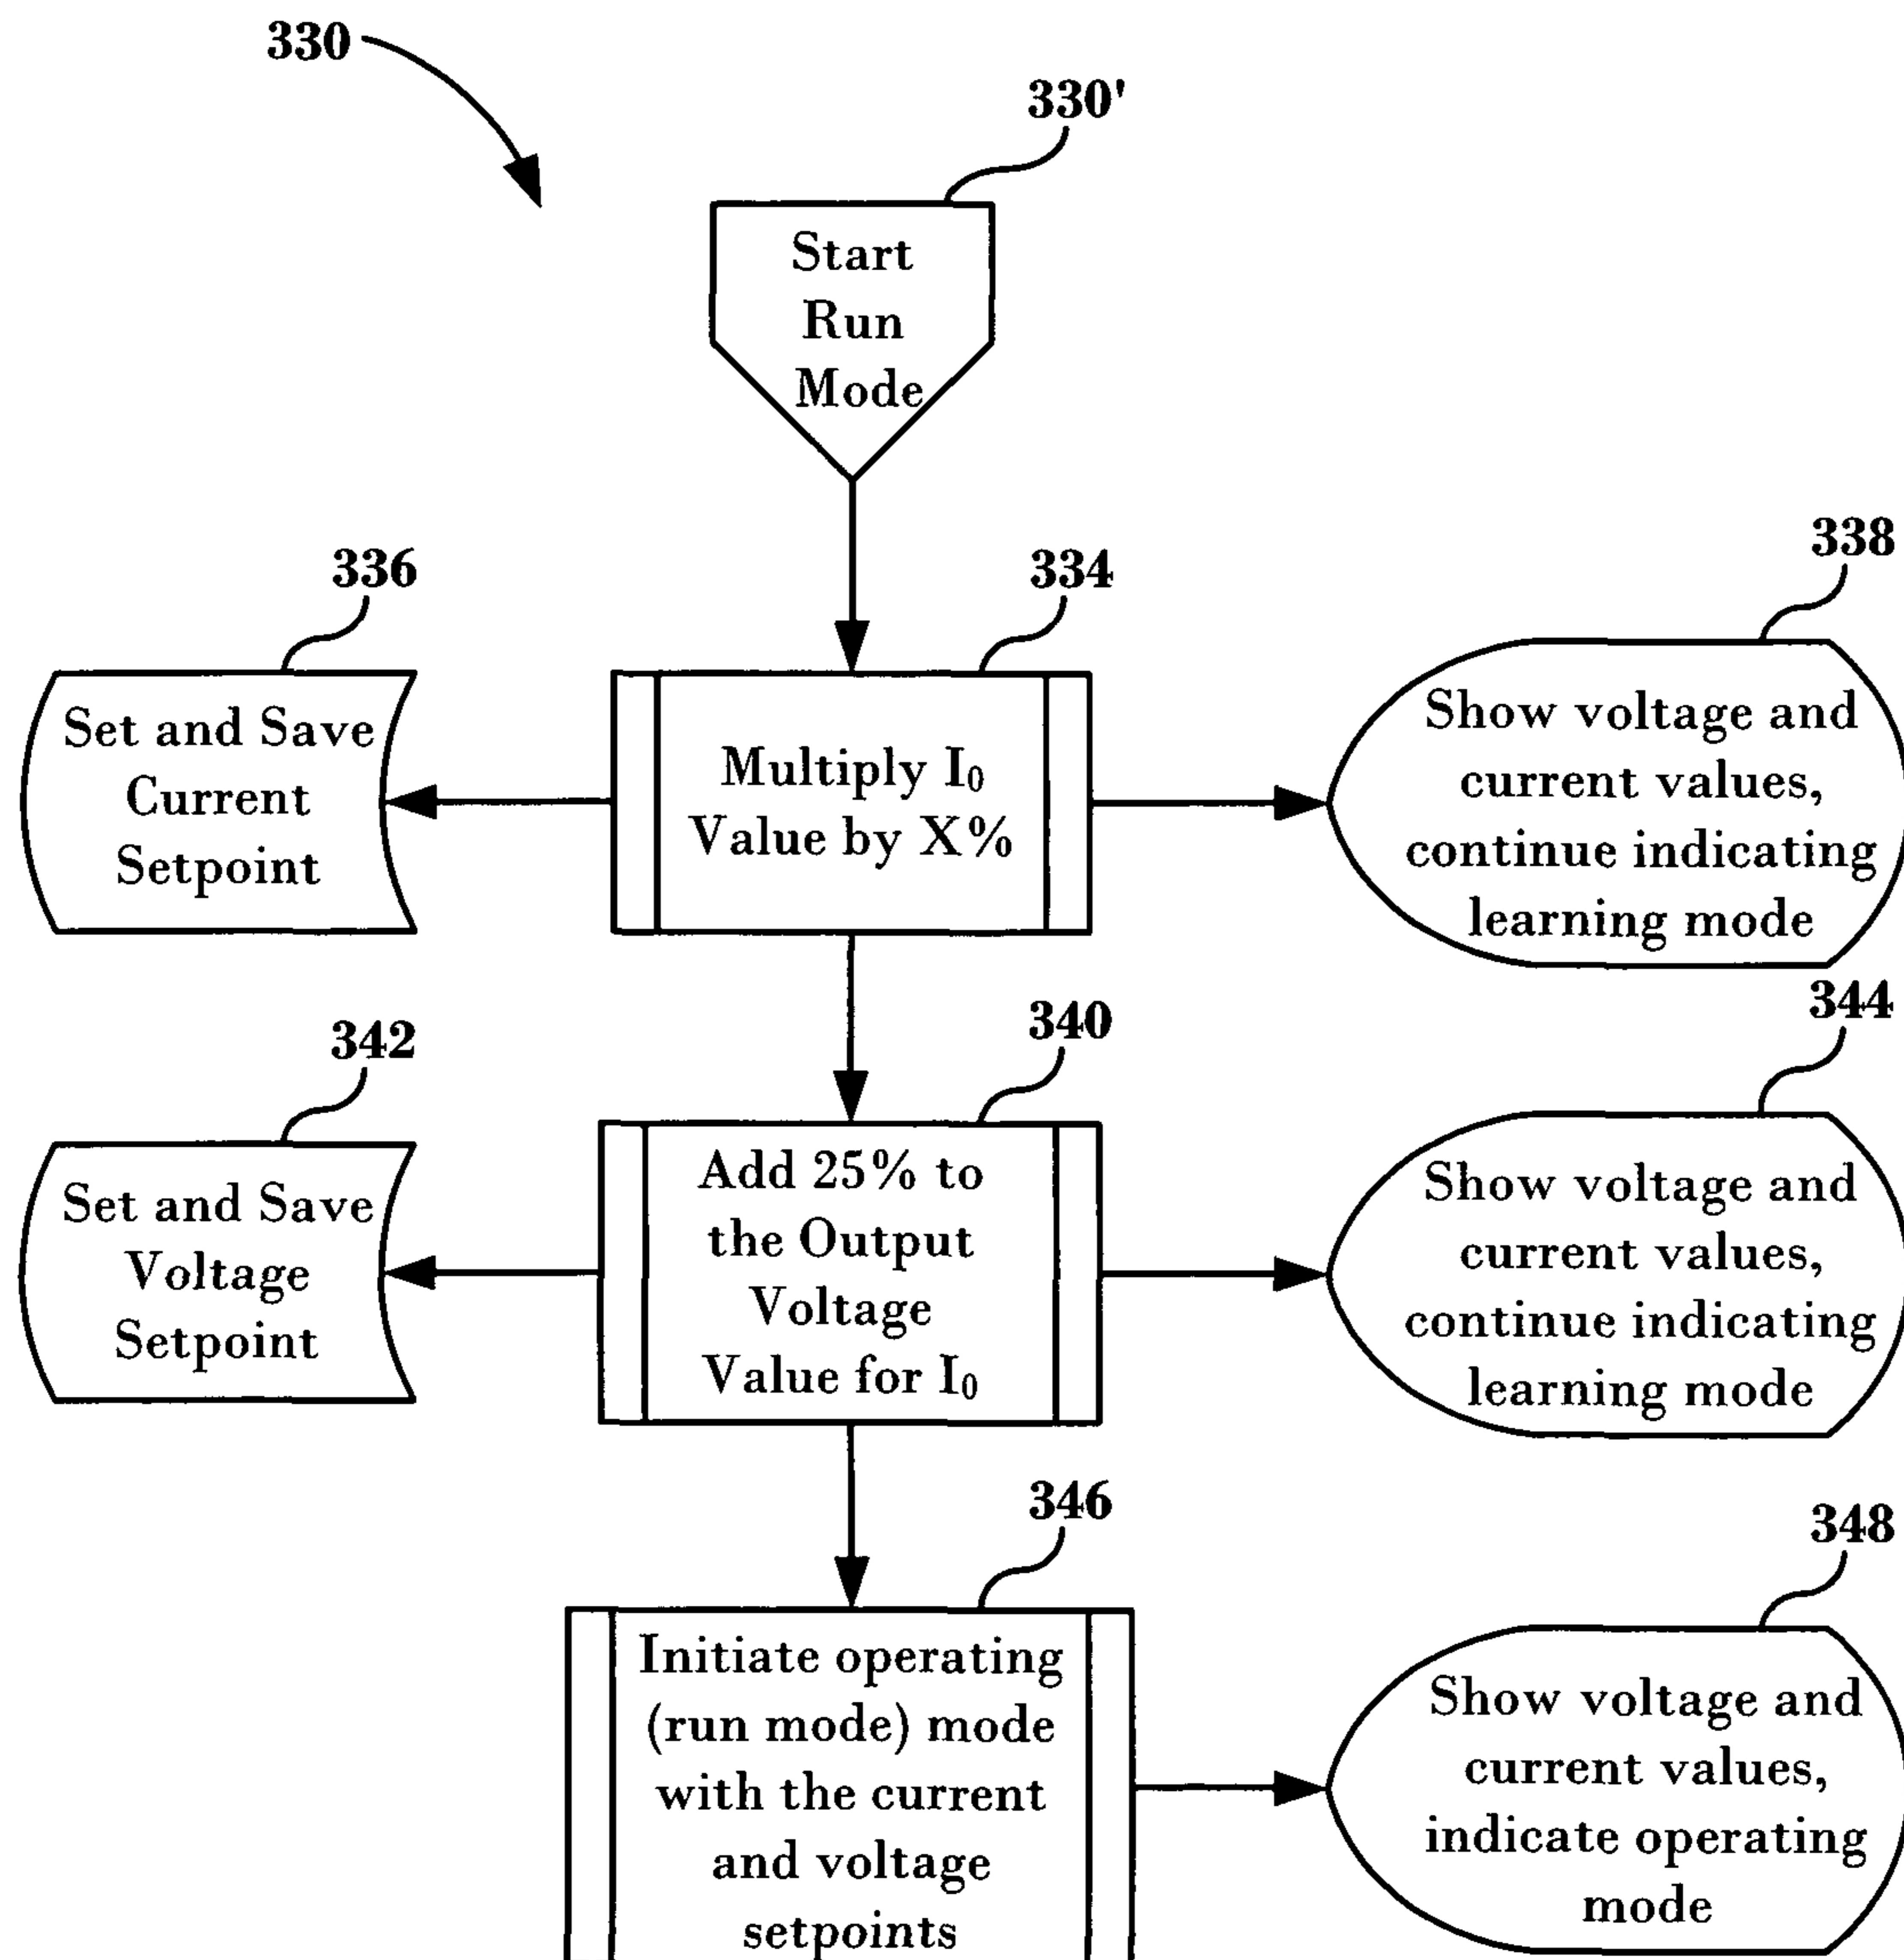 330
330'
Start
Run
Mode
336
334
338
Set and Save
Current
Setpoint
Multiply I₀
Value by X%
Show voltage and
current values,
continue indicating
learning mode
342
340
344
Set and Save
Voltage
Setpoint
Add 25% to
the Output
Voltage
Value for I₀
Show voltage and
current values,
continue indicating
learning mode
346
348
Initiate operating
(run mode) mode
with the current
and voltage
setpoints
Show voltage and
current values,
indicate operating
mode